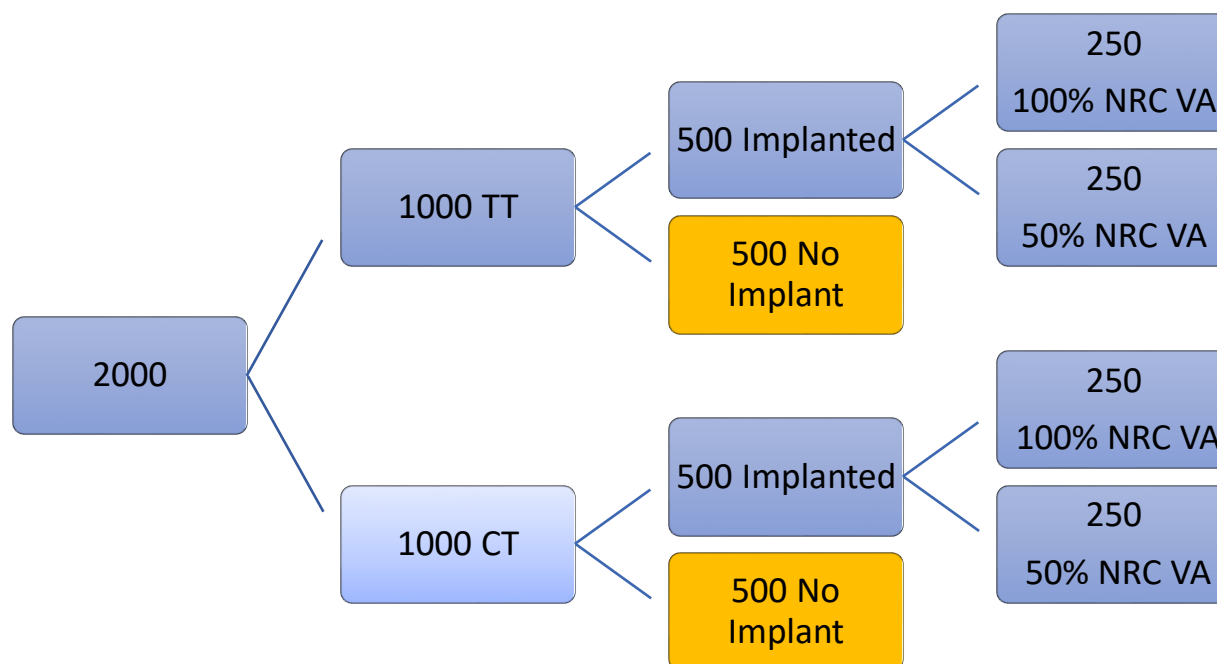 2000
1000 TT
500 Implanted
250
100% NRC VA
250
50% NRC VA
500 No
Implant
1000 CT
500 Implanted
250
100% NRC VA
250
50% NRC VA
500 No
Implant